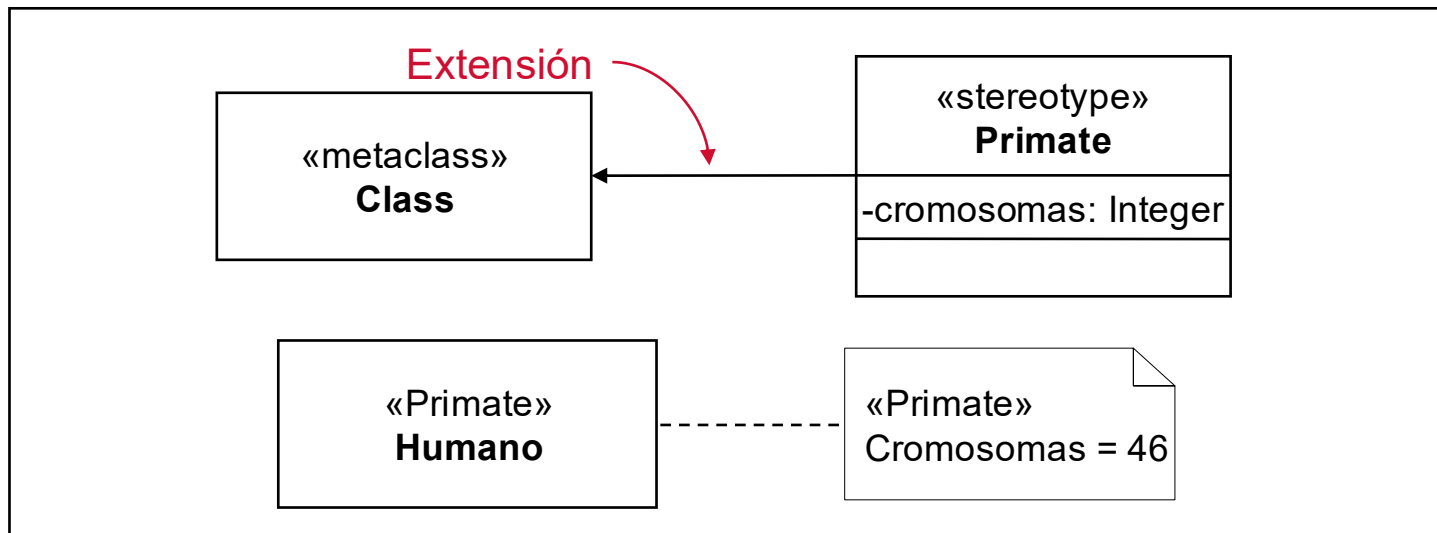 Extensión
«metaclass»
Class
«stereotype»
Primate
-cromosomas: Integer
«Primate»
Humano
«Primate»
Cromosomas = 46